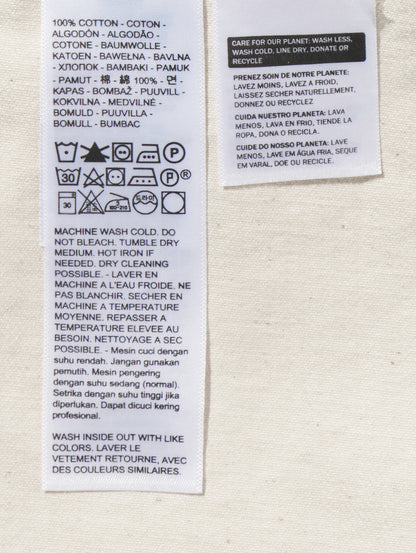 100% COTTON - COTON -
ALGODÓN - ALGODÃO -
COTONE - BAUMWOLLE -
KATOEN - BAWEŁNA - BAVLNA
- ХЛОПОК - BAMBAKI - PAMUK
- PAMUT - 棉 - 綿 100% - 면 -
KAPAS - BOMBAŽ - PUUVILL -
KOKVILNA - MEDVILNĖ -
BOMULD - PUUVILLA -
BOMULL - BUMBAC
P
30 P ®
30 180-210
MACHINE WASH COLD. DO
NOT BLEACH. TUMBLE DRY
MEDIUM. HOT IRON IF
NEEDED. DRY CLEANING
POSSIBLE. - LAVER EN
MACHINE A L'EAU FROIDE. NE
PAS BLANCHIR. SECHER EN
MACHINE A TEMPERATURE
MOYENNE. REPASSER A
TEMPERATURE ELEVEE AU
BESOIN. NETTOYAGE A SEC
POSSIBLE. - Mesin cuci dengan
suhu rendah. Jangan gunakan
pemutih. Mesin pengering
dengan suhu sedang (normal).
Setrika dengan suhu tinggi jika
diperlukan. Dapat dicuci kering
profesional.
WASH INSIDE OUT WITH LIKE
COLORS. LAVER LE
VETEMENT RETOURNE, AVEC
DES COULEURS SIMILAIRES.
CARE FOR OUR PLANET: WASH LESS,
WASH COLD, LINE DRY, DONATE OR
RECYCLE
PRENEZ SOIN DE NOTRE PLANETE:
LAVEZ MOINS, LAVEZ A FROID,
LAISSEZ SECHER NATURELLEMENT,
DONNEZ OU RECYCLEZ
CUIDA NUESTRO PLANETA: LAVA
MENOS, LAVA EN FRIO, TIENDE LA
ROPA, DONA O RECICLA.
CUIDE DO NOSSO PLANETA: LAVE
MENOS, LAVE EM ÁGUA FRIA, SEQUE
EM VARAL, DOE OU RECICLE.